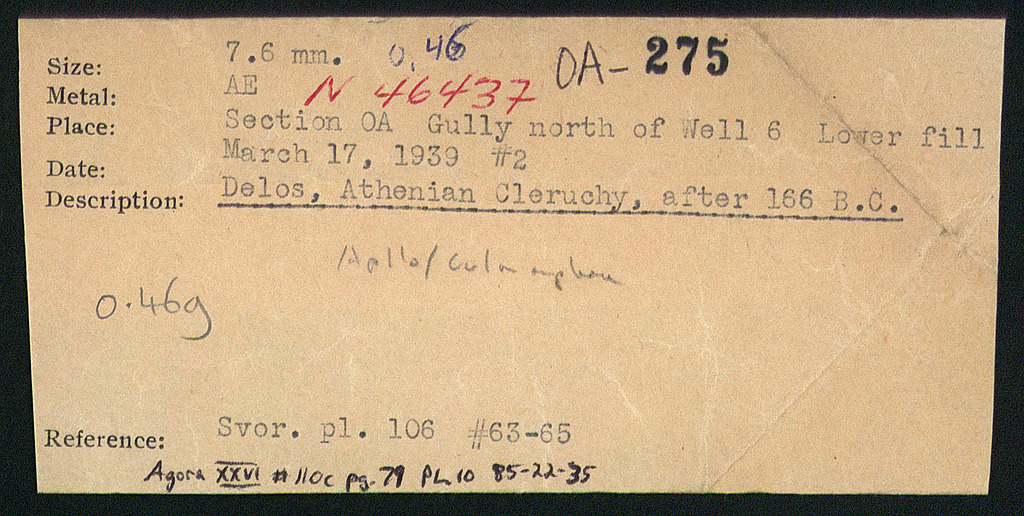 Size: 7.6 mm. 0,46 OA- 275
Metal: AE N 46437
Place: Section OA Gully north of Well 6 Lower fill
Date: March 17, 1939 #2
Description: Delos, Athenian Cleruchy, after 166 B.C.
0.46g
Reference: Svor. pl. 106 #63-65
Agora XXVI #110c pg. 79 PL 10 85-22-35